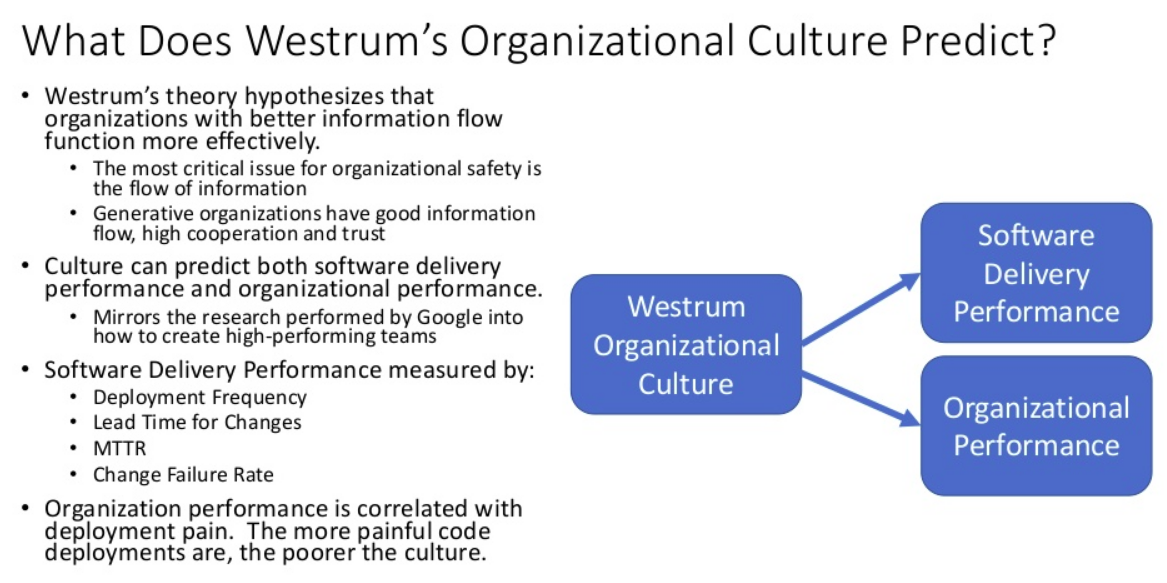 What Does Westrum's Organizational Culture Predict?
• Westrum's theory hypothesizes that
organizations with better information flow
function more effectively.
• The most critical issue for organizational safety is
the flow of information
• Generative organizations have good information
flow, high cooperation and trust
• Culture can predict both software delivery
performance and organizational performance.
• Mirrors the research performed by Google into
how to create high-performing teams
• Software Delivery Performance measured by:
• Deployment Frequency
• Lead Time for Changes
• MTTR
• Change Failure Rate
• Organization performance is correlated with
deployment pain.  The more painful code
deployments are, the poorer the culture.
Westrum
Organizational
Culture
Software
Delivery
Performance
Organizational
Performance